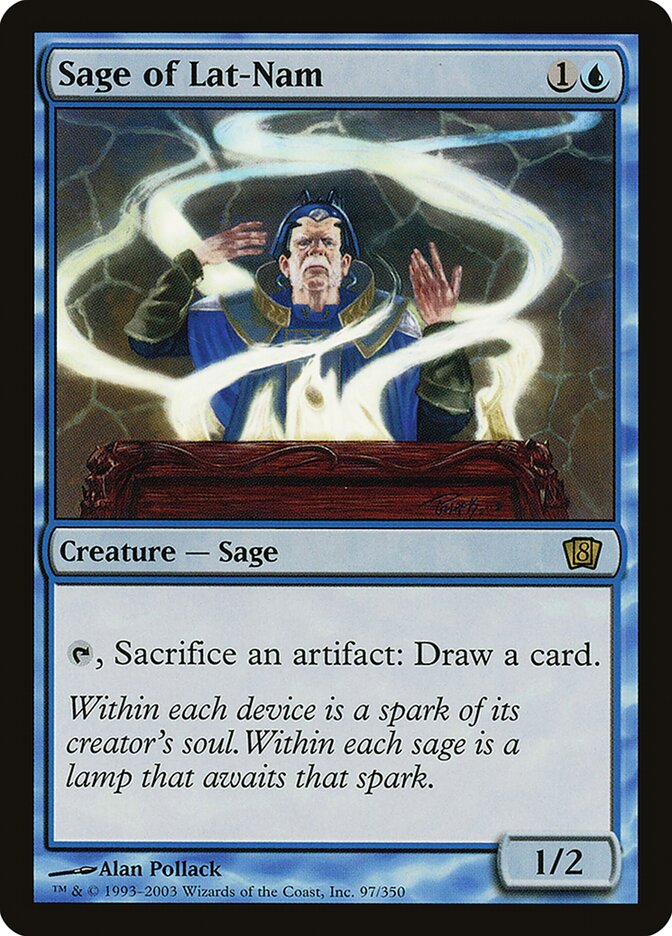 Sage of Lat-Nam
1
Creature — Sage
8
, Sacrifice an artifact: Draw a card.
Within each device is a spark of its
creator's soul. Within each sage is a
lamp that awaits that spark.
1/2
Alan Pollack
™ & © 1993–2003 Wizards of the Coast, Inc. 97/350